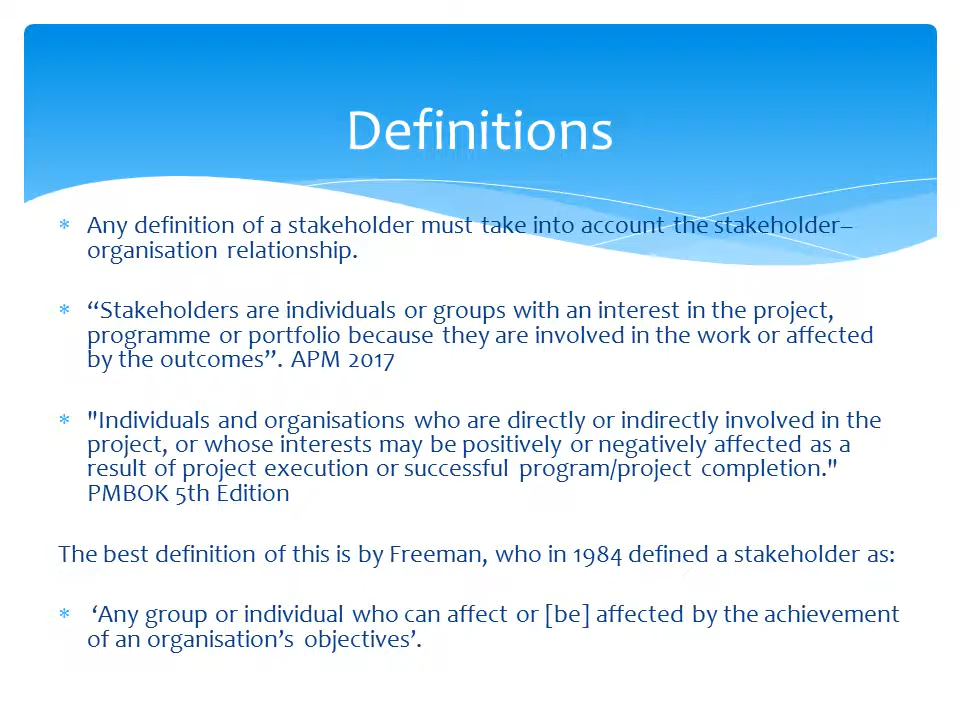 Definitions
* Any definition of a stakeholder must take into account the stakeholder–
organisation relationship.
* “Stakeholders are individuals or groups with an interest in the project,
programme or portfolio because they are involved in the work or affected
by the outcomes”. APM 2017
* "Individuals and organisations who are directly or indirectly involved in the
project, or whose interests may be positively or negatively affected as a
result of project execution or successful program/project completion."
PMBOK 5th Edition
The best definition of this is by Freeman, who in 1984 defined a stakeholder as:
* ‘Any group or individual who can affect or [be] affected by the achievement
of an organisation’s objectives’.